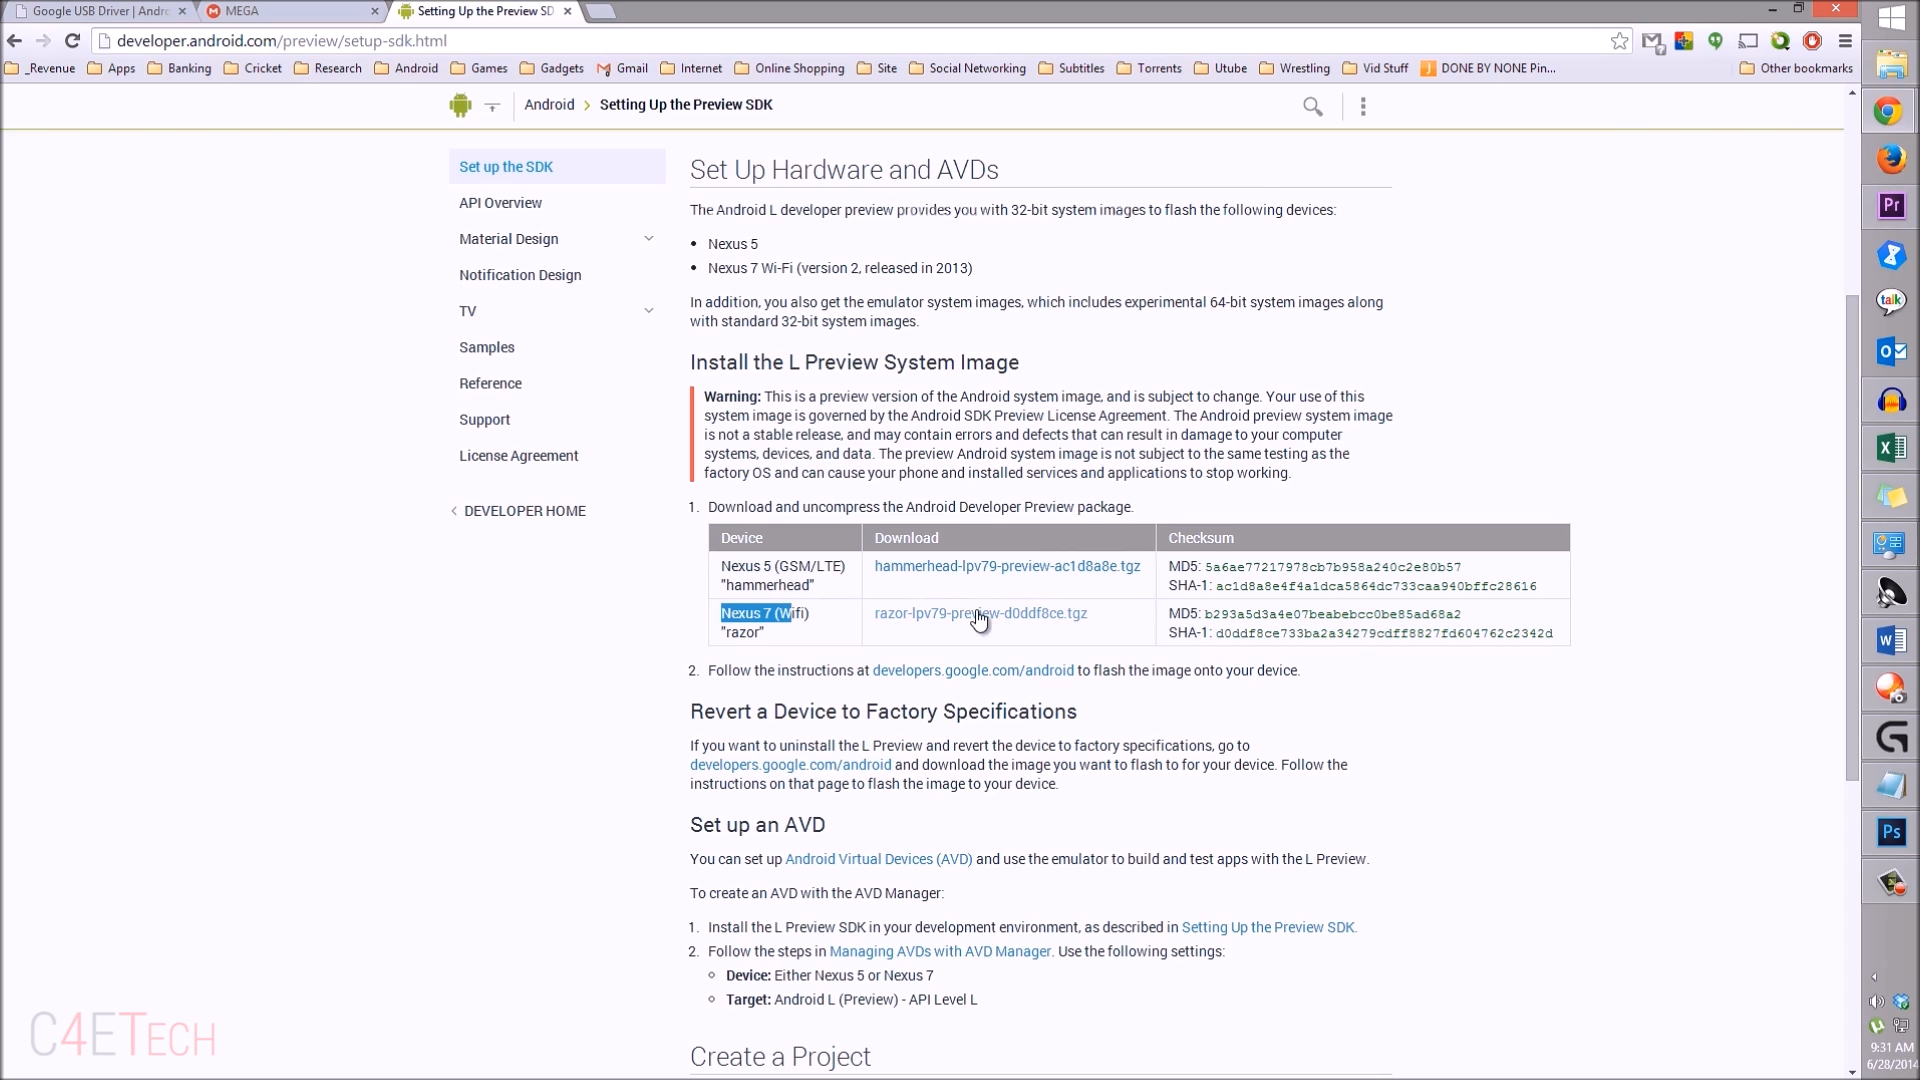 Google USB Driver | Andro
MEGA
Setting Up the Preview SD
developer.android.com/preview/setup-sdk.html
_Revenue
Apps
Banking
Cricket
Research
Android
Games
Gadgets
Gmail
Internet
Online Shopping
Site
Social Networking
Subtitles
Torrents
Utube
Wrestling
Vid Stuff
DONE BY NONE Pin...
Other bookmarks
Android
Setting Up the Preview SDK
Set up the SDK
API Overview
Material Design
Notification Design
TV
Samples
Reference
Support
License Agreement
DEVELOPER HOME
Set Up Hardware and AVDs
The Android L developer preview provides you with 32-bit system images to flash the following devices:
• Nexus 5
• Nexus 7 Wi-Fi (version 2, released in 2013)
In addition, you also get the emulator system images, which includes experimental 64-bit system images along
with standard 32-bit system images.
Install the L Preview System Image
Warning: This is a preview version of the Android system image, and is subject to change. Your use of this
system image is governed by the Android SDK Preview License Agreement. The Android preview system image
is not a stable release, and may contain errors and defects that can result in damage to your computer
systems, devices, and data. The preview Android system image is not subject to the same testing as the
factory OS and can cause your phone and installed services and applications to stop working.
1. Download and uncompress the Android Developer Preview package.
Device Download Checksum
Nexus 5 (GSM/LTE) hammerhead-lpv79-preview-ac1d8a8e.tgz MD5: 5a6ae77217978cb7b958a240c2e80b57
"hammerhead" SHA-1: ac1d8a8e4f4a1dca5864dc733caa940bffc28616
Nexus 7 (Wifi) razor-lpv79-preview-d0ddf8ce.tgz MD5: b293a5d3a4e07beabebcc0be85ad68a2
"razor" SHA-1: d0ddf8ce733ba2a34279cdff8827fd604762c2342d
2. Follow the instructions at developers.google.com/android to flash the image onto your device.
Revert a Device to Factory Specifications
If you want to uninstall the L Preview and revert the device to factory specifications, go to
developers.google.com/android and download the image you want to flash to for your device. Follow the
instructions on that page to flash the image to your device.
Set up an AVD
You can set up Android Virtual Devices (AVD) and use the emulator to build and test apps with the L Preview.
To create an AVD with the AVD Manager:
1. Install the L Preview SDK in your development environment, as described in Setting Up the Preview SDK.
2. Follow the steps in Managing AVDs with AVD Manager. Use the following settings:
Device: Either Nexus 5 or Nexus 7
Target: Android L (Preview) - API Level L
Create a Project
C4ETECH
Pr
talk
Ps
9:31 AM
6/28/2014